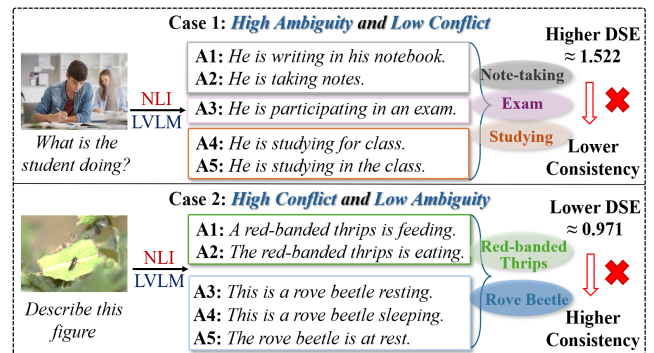 Case 1: High Ambiguity and Low Conflict
What is the
student doing?
NLI
LVLM
A1: He is writing in his notebook.
A2: He is taking notes.
A3: He is participating in an exam.
A4: He is studying for class.
A5: He is studying in the class.
Note-taking
Exam
Studying
Higher DSE
≈ 1.522
Lower
Consistency
Case 2: High Conflict and Low Ambiguity
Describe this
figure
NLI
LVLM
A1: A red-banded thrips is feeding.
A2: The red-banded thrips is eating.
A3: This is a rove beetle resting.
A4: This is a rove beetle sleeping.
A5: The rove beetle is at rest.
Red-banded
Thrips
Rove Beetle
Lower DSE
≈ 0.971
Higher
Consistency